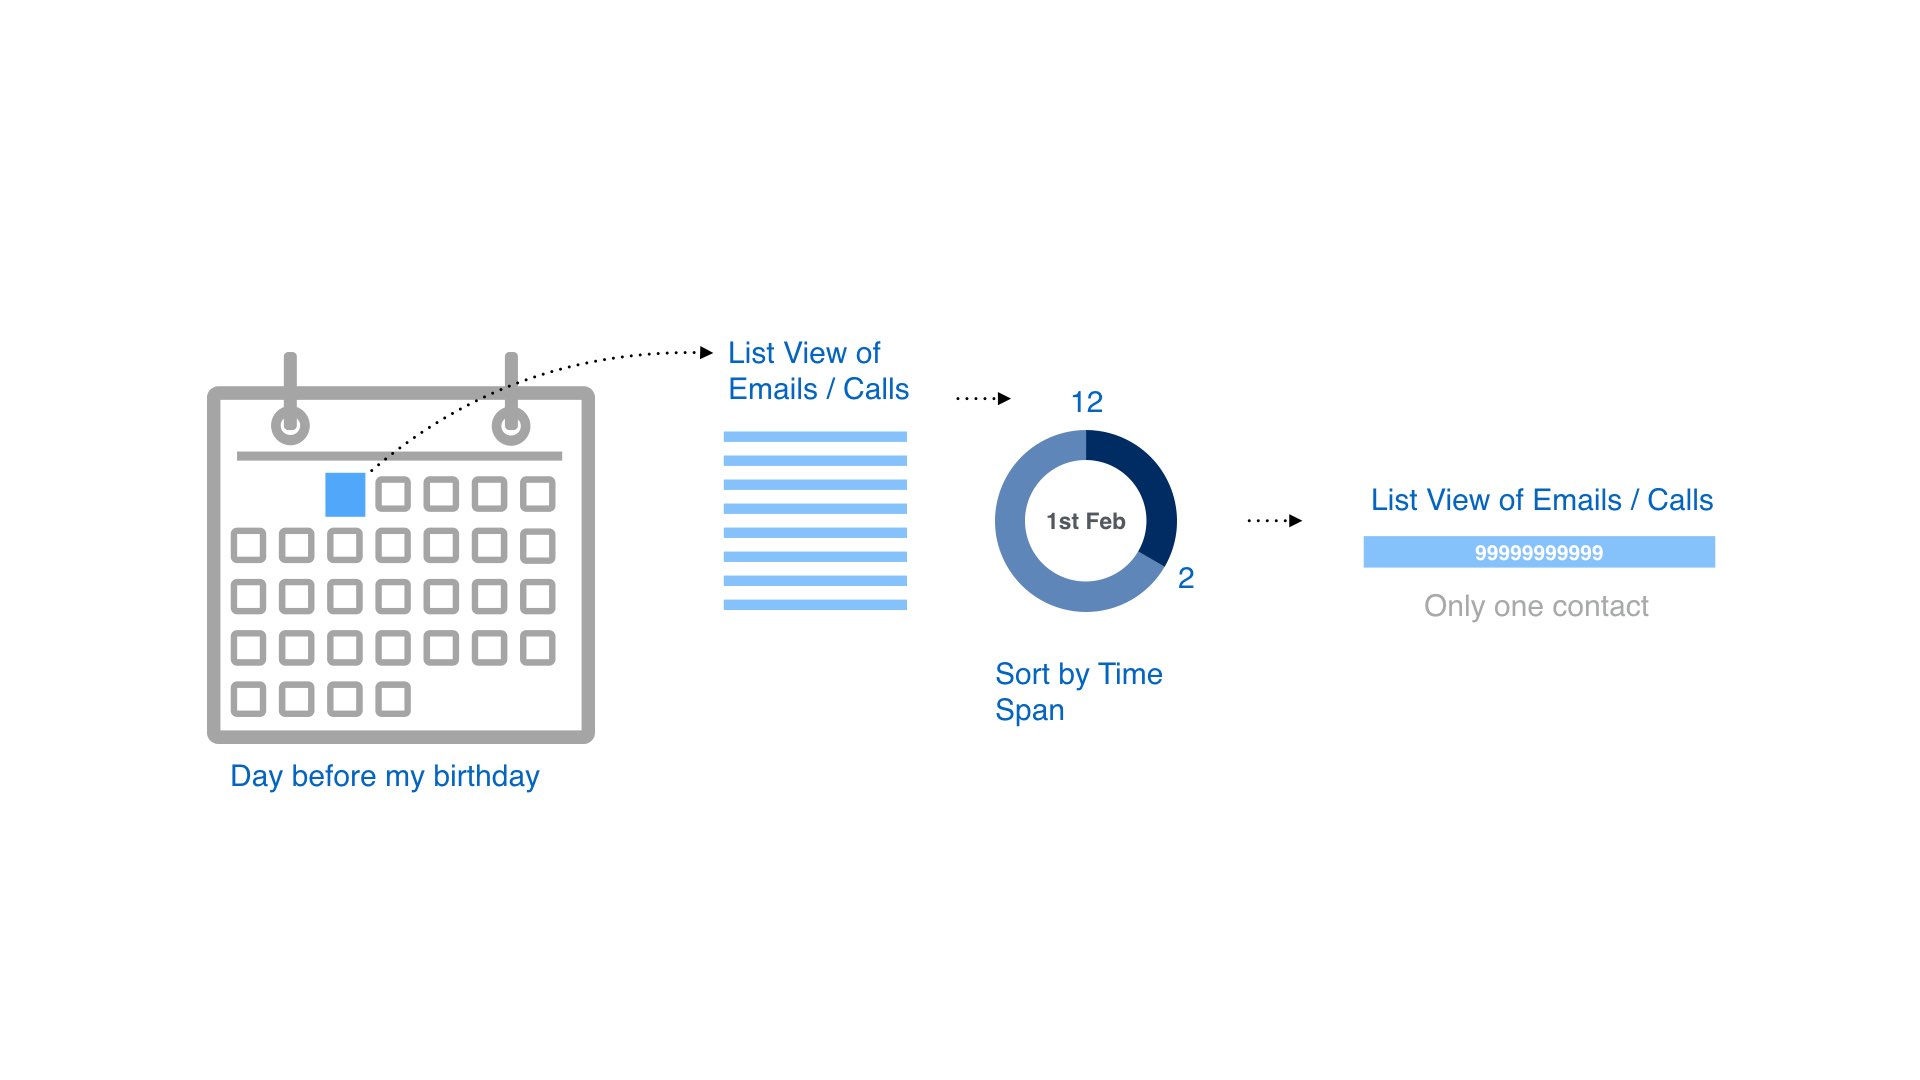 Day before my birthday
List View of
Emails / Calls
12
1st Feb
2
Sort by Time
Span
List View of Emails / Calls
99999999999
Only one contact